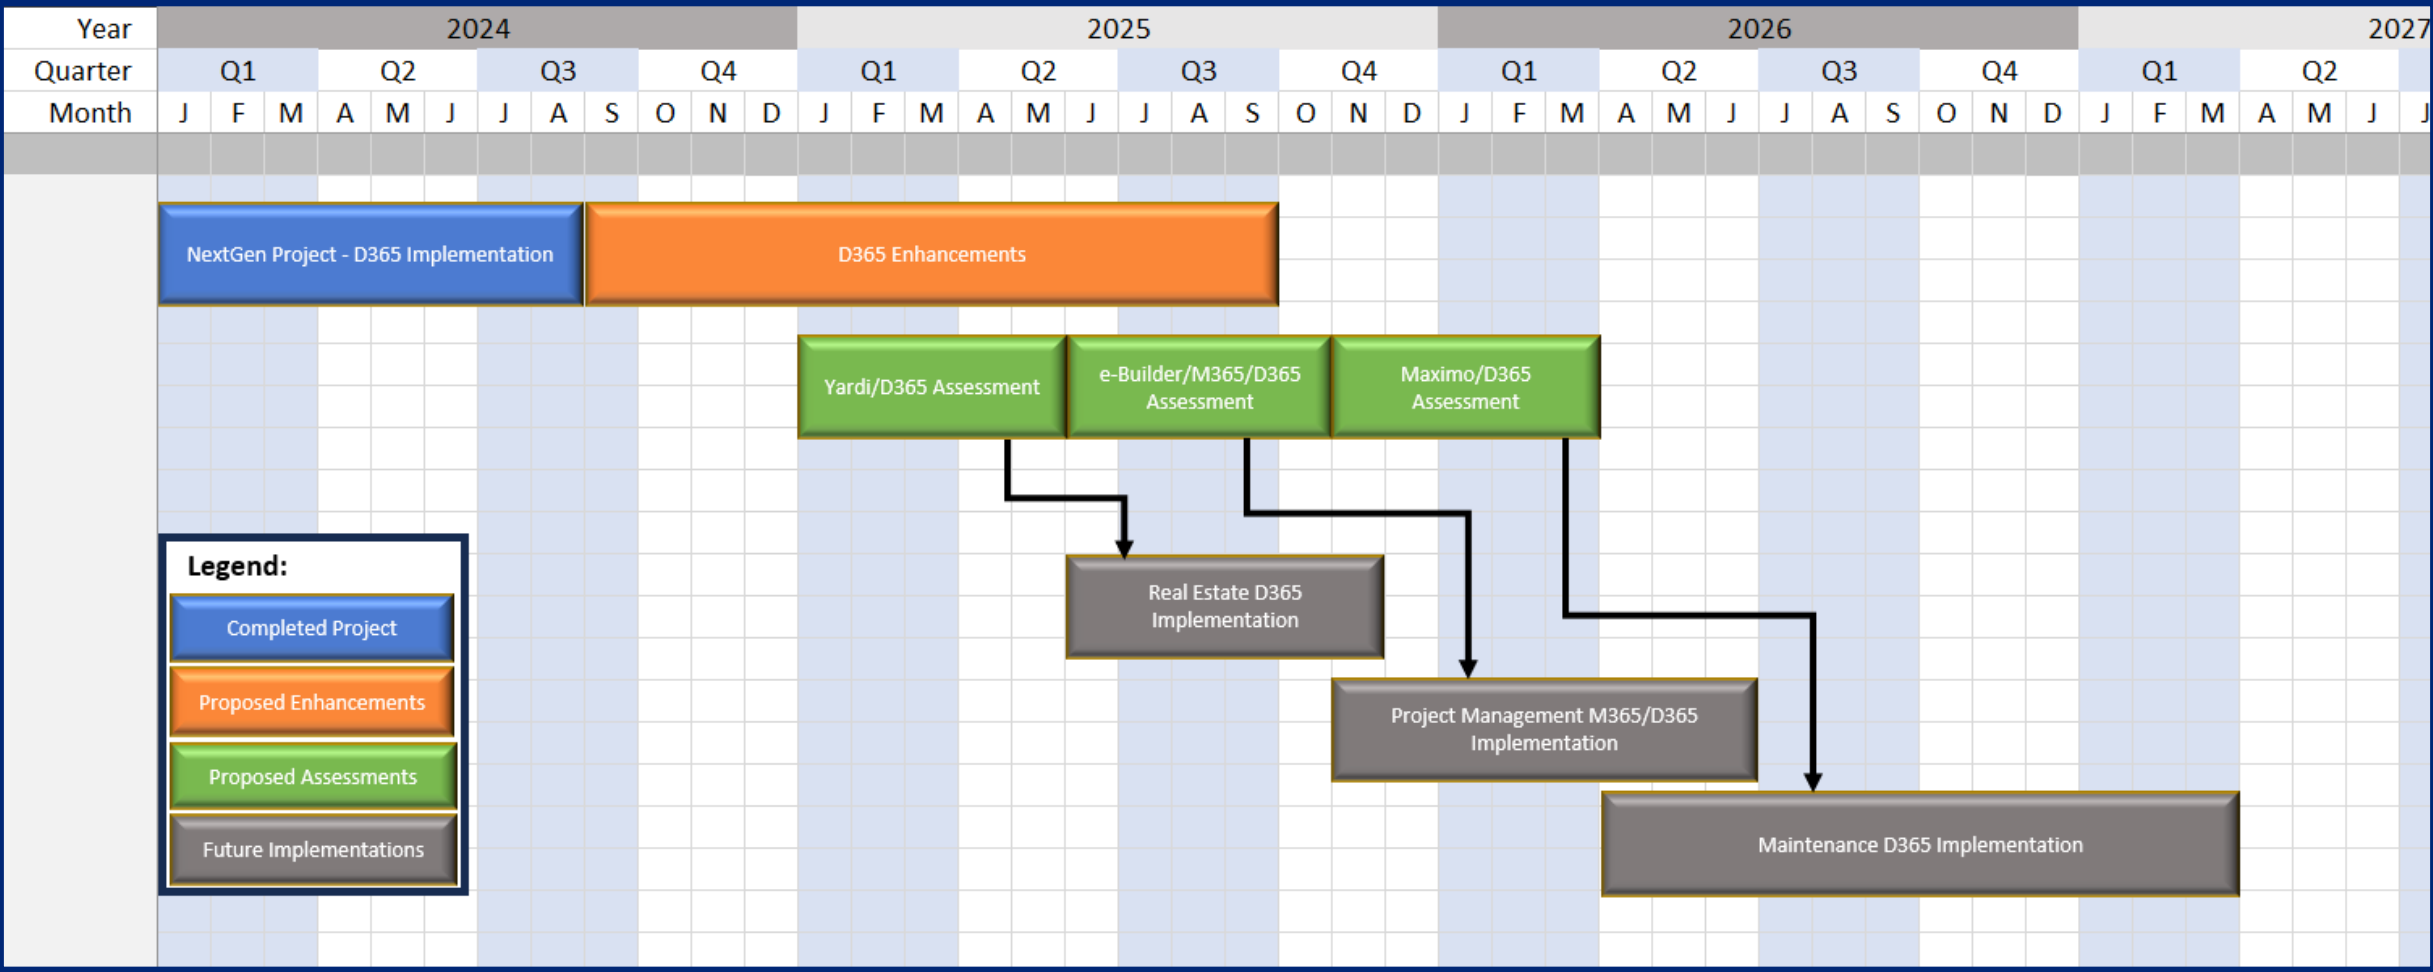 Year 2024 2025 2026 2027
Quarter Q1 Q2 Q3 Q4 Q1 Q2 Q3 Q4 Q1 Q2 Q3 Q4 Q1 Q2
Month J F M A M J J A S O N D J F M A M J J A S O N D J F M A M J J A S O N D J F M A M J J
NextGen Project - D365 Implementation
D365 Enhancements
Yardi/D365 Assessment
e-Builder/M365/D365
Assessment
Maximo/D365
Assessment
Real Estate D365
Implementation
Project Management M365/D365
Implementation
Maintenance D365 Implementation
Legend:
Completed Project
Proposed Enhancements
Proposed Assessments
Future Implementations